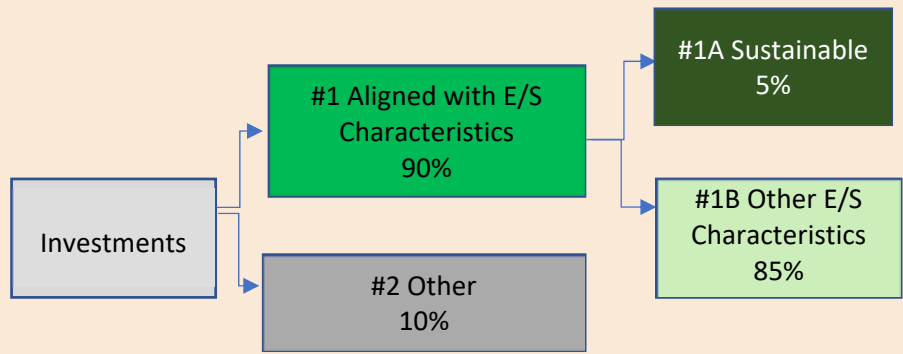 Investments
#1 Aligned with E/S
Characteristics
90%
#2 Other
10%
#1A Sustainable
5%
#1B Other E/S
Characteristics
85%